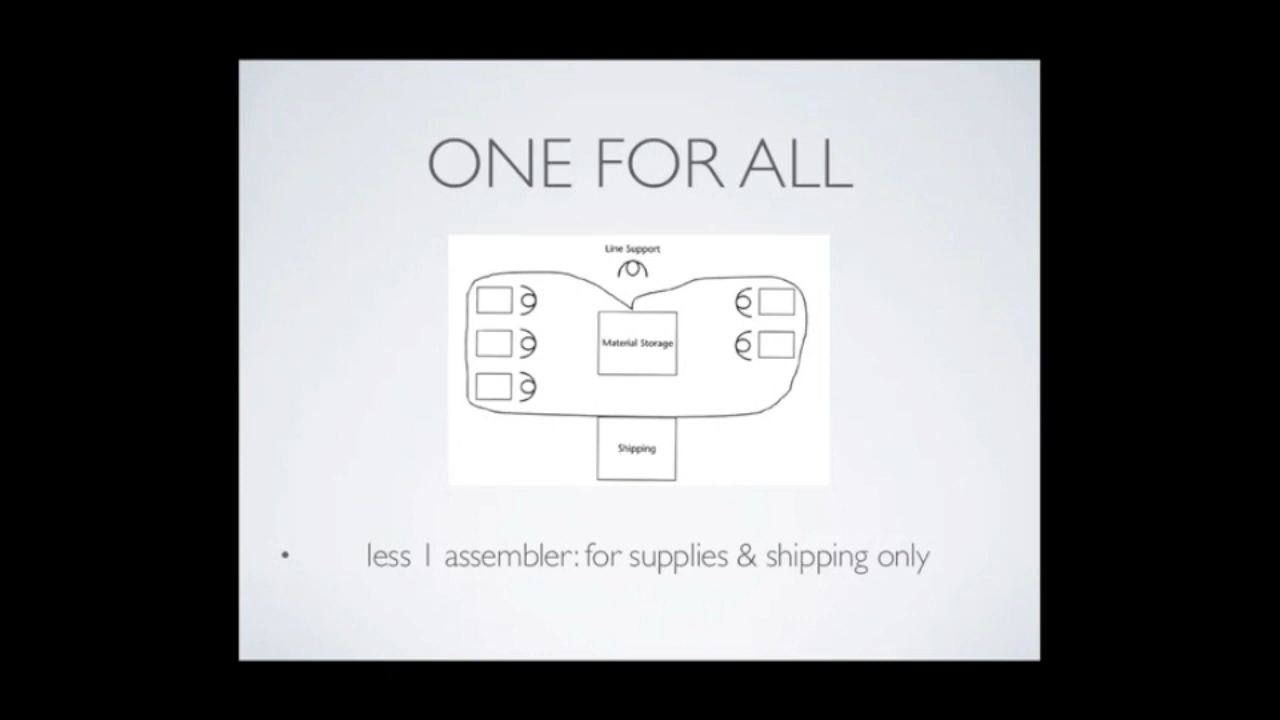 ONE FOR ALL
Line Support
Material Storage
Shipping
• less 1 assembler: for supplies & shipping only